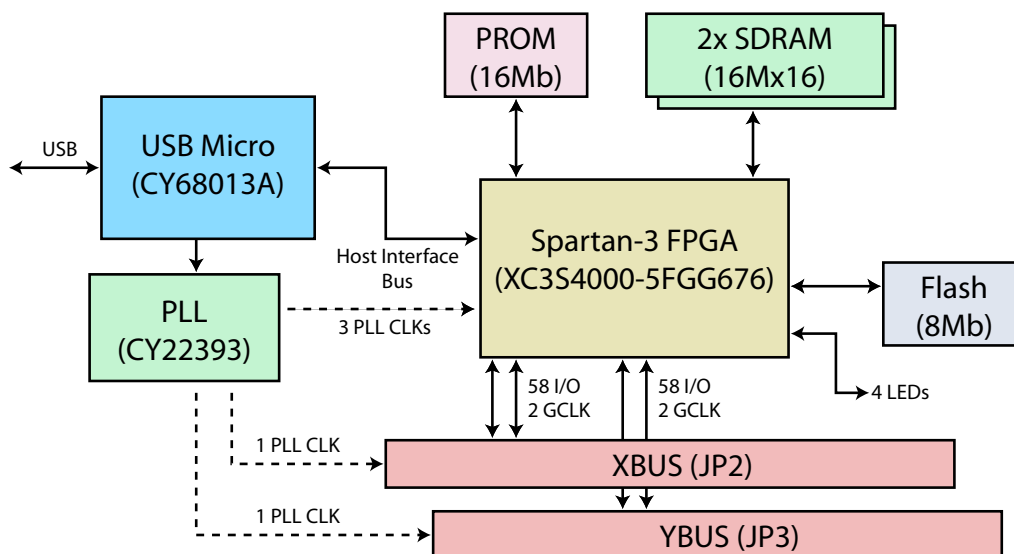 PROM
(16Mb)
2x SDRAM
(16Mx16)
USB
USB Micro
(CY68013A)
Host Interface
Bus
Spartan-3 FPGA
(XC3S4000-5FGG676)
PLL
(CY22393)
3 PLL CLKs
Flash
(8Mb)
4 LEDs
58 I/O
2 GCLK
58 I/O
2 GCLK
1 PLL CLK
XBUS (JP2)
1 PLL CLK
YBUS (JP3)